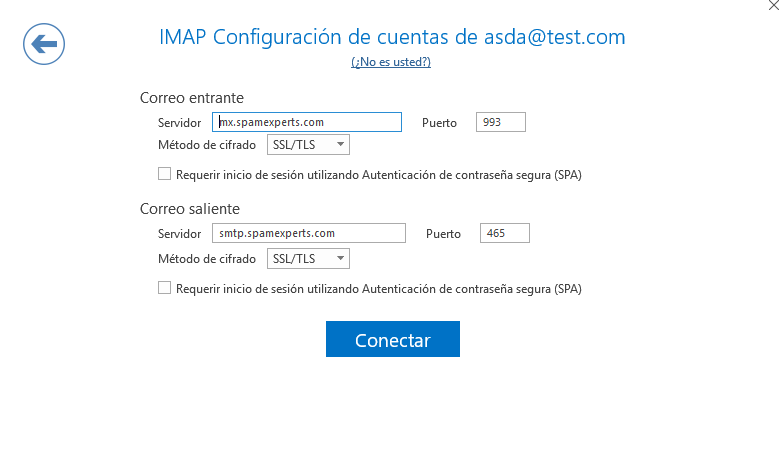 IMAP Configuración de cuentas de asda@test.com
(¿No es usted?)
Correo entrante
Servidor mx.spamexperts.com Puerto 993
Método de cifrado SSL/TLS
Requerir inicio de sesión utilizando Autenticación de contraseña segura (SPA)
Correo saliente
Servidor smtp.spamexperts.com Puerto 465
Método de cifrado SSL/TLS
Requerir inicio de sesión utilizando Autenticación de contraseña segura (SPA)
Conectar